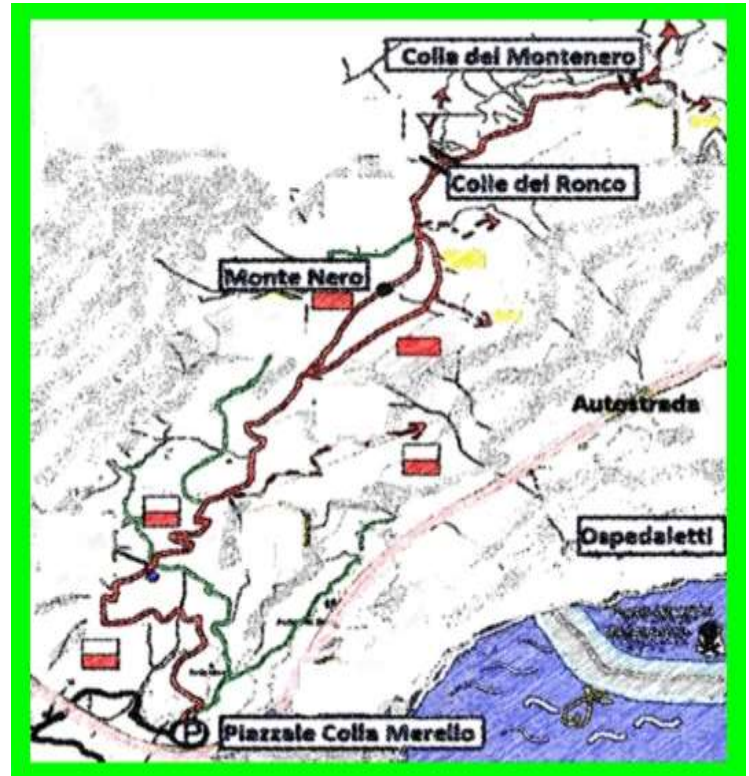 Colla del Montenero
Colle del Ronco
Monte Nero
Autostrada
Ospedaletti
P
Piazzale Colla Merello